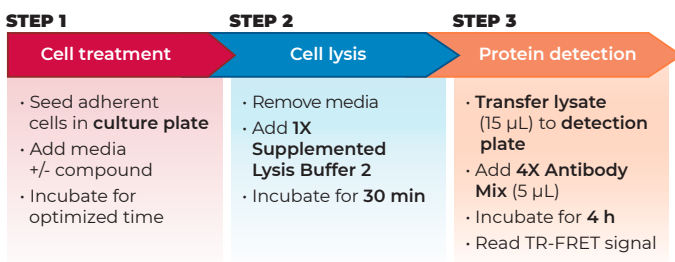 STEP 1
Cell treatment
· Seed adherent
cells in culture plate
· Add media
+/- compound
· Incubate for
optimized time
STEP 2
Cell lysis
· Remove media
· Add 1X
Supplemented
Lysis Buffer 2
· Incubate for 30 min
STEP 3
Protein detection
· Transfer lysate
(15 µL) to detection
plate
· Add 4X Antibody
Mix (5 µL)
· Incubate for 4 h
· Read TR-FRET signal